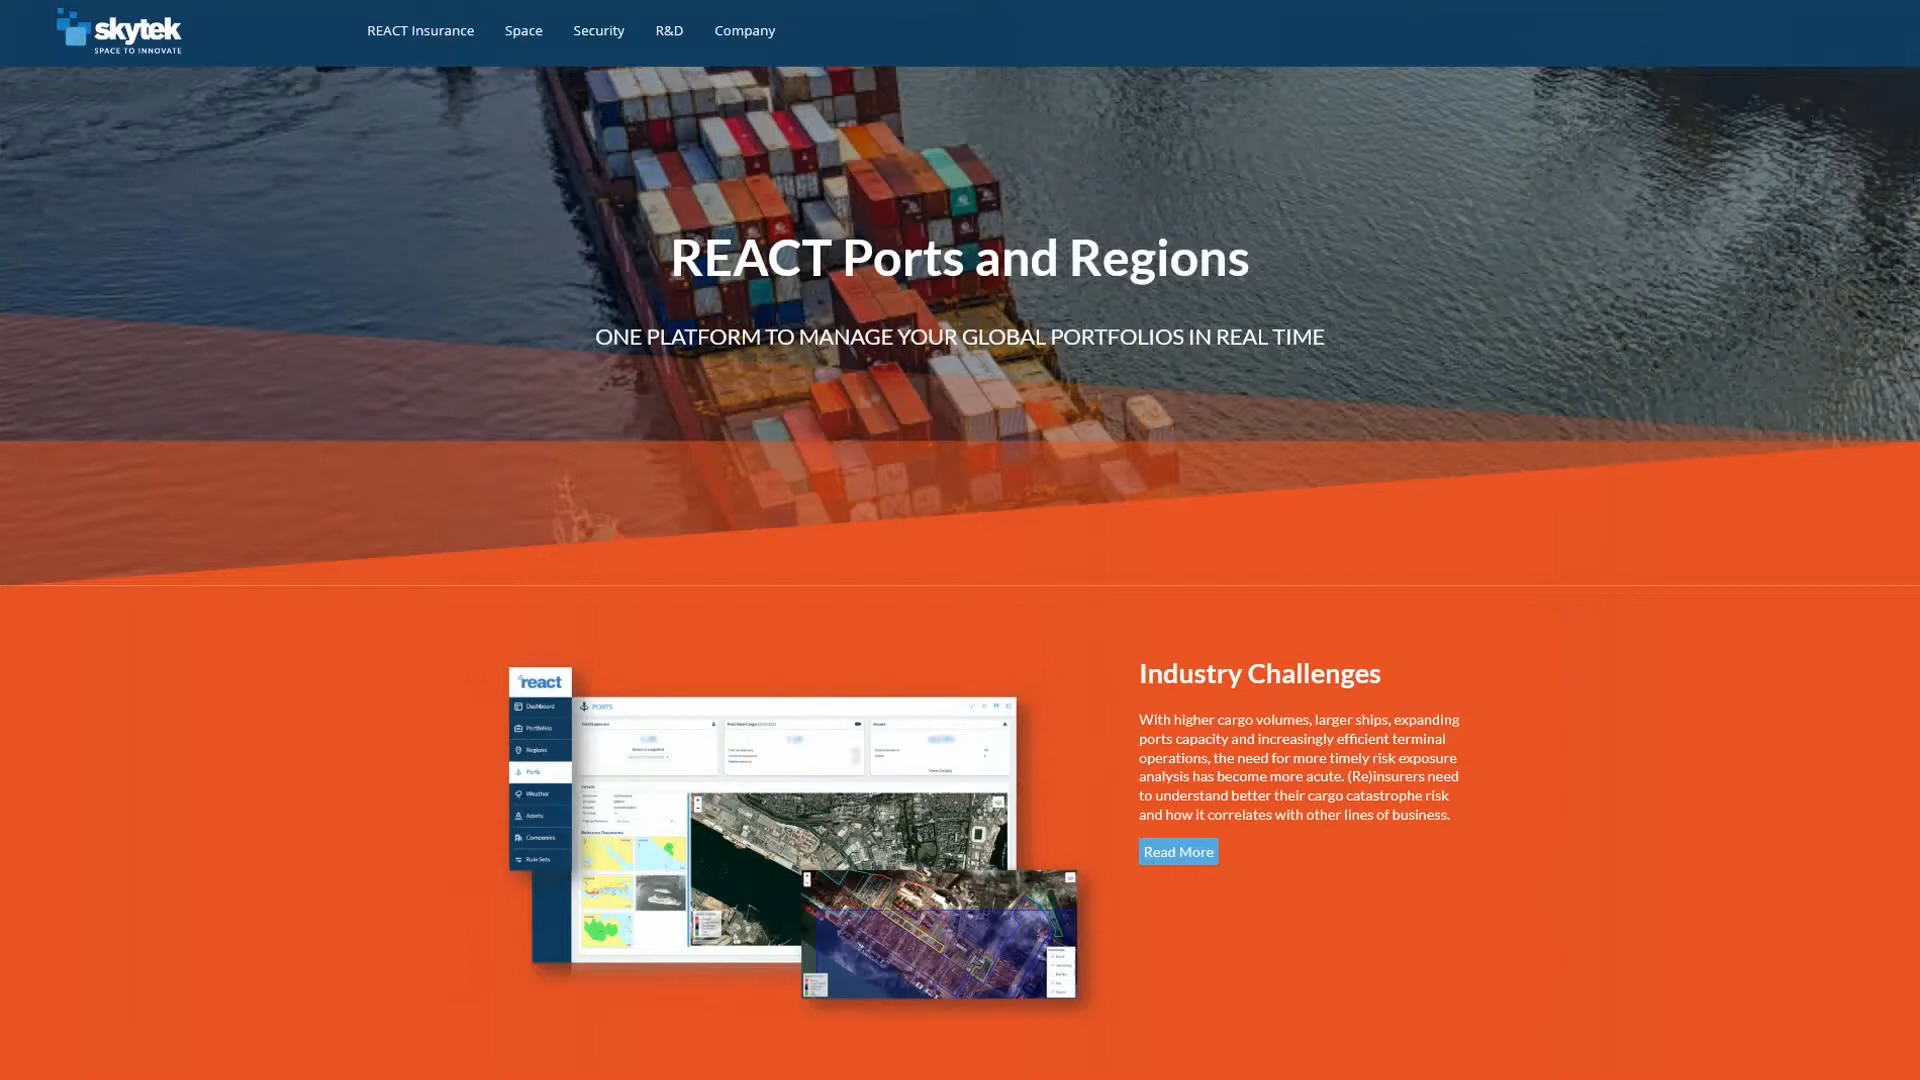 skytek
SPACE TO INNOVATE
REACT Insurance
Space
Security
R&D
Company
REACT Ports and Regions
ONE PLATFORM TO MANAGE YOUR GLOBAL PORTFOLIOS IN REAL TIME
react
Dashboard
Portfolios
Regions
Ports
Weather
Assets
Companies
Rule Sets
PORTS
Assets
View Details
Industry Challenges
With higher cargo volumes, larger ships, expanding
ports capacity and increasingly efficient terminal
operations, the need for more timely risk exposure
analysis has become more acute. (Re)insurers need
to understand better their cargo catastrophe risk
and how it correlates with other lines of business.
Read More